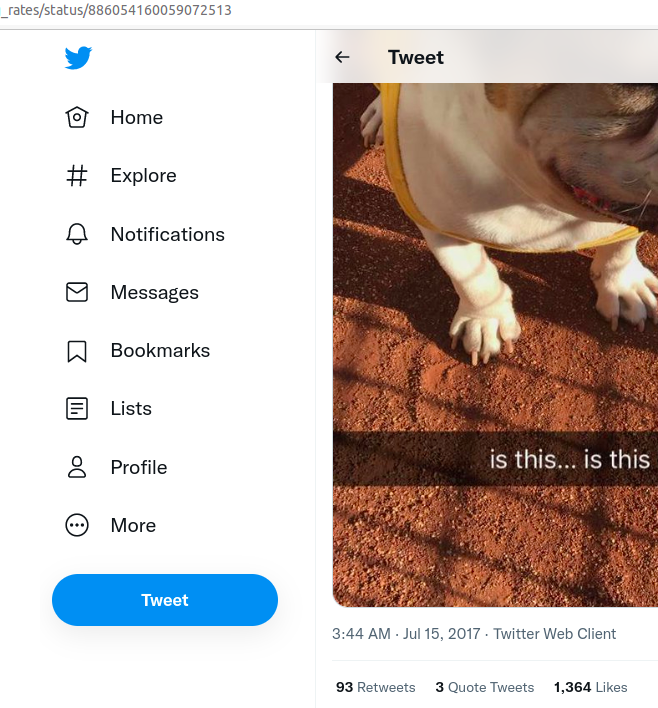 _rates/status/886054160059072513
Tweet
Home
Explore
Notifications
Messages
Bookmarks
Lists
Profile
More
Tweet
is this... is this
3:44 AM · Jul 15, 2017 · Twitter Web Client
93 Retweets 3 Quote Tweets 1,364 Likes